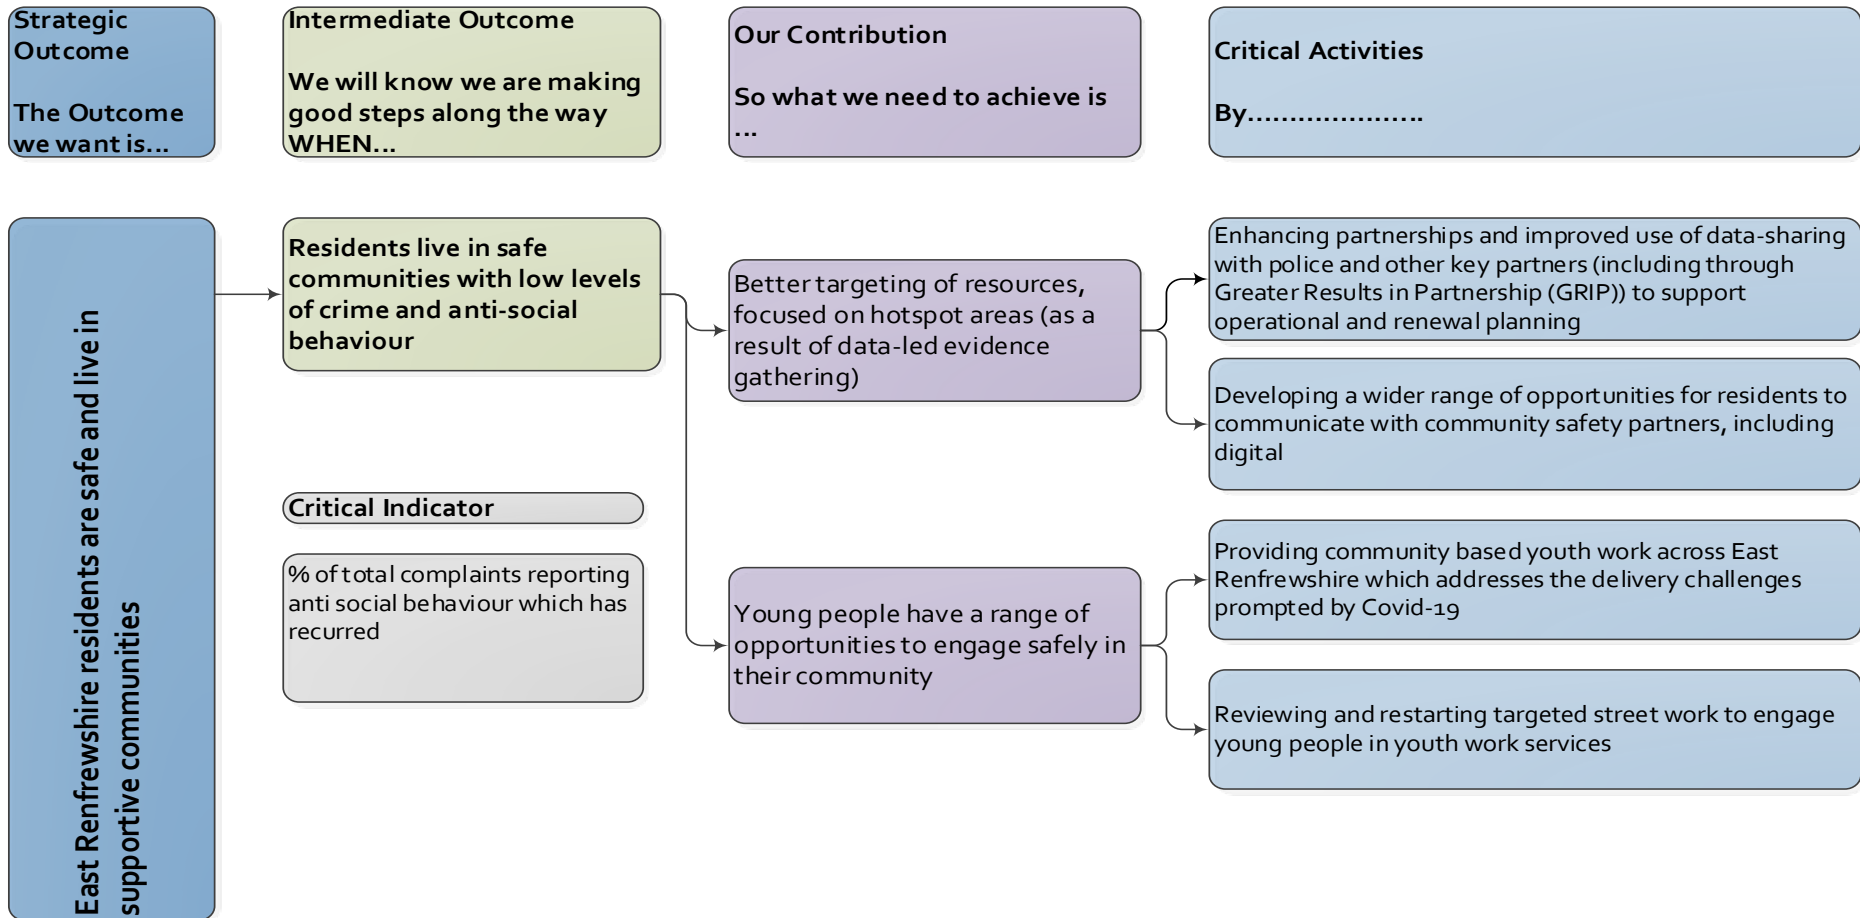 Strategic
Outcome
The Outcome
we want is...
Intermediate Outcome
We will know we are making
good steps along the way
WHEN...
Our Contribution
So what we need to achieve is
...
Critical Activities
By.....................
East Renfrewshire residents are safe and live in
supportive communities
Residents live in safe
communities with low levels
of crime and anti-social
behaviour
Critical Indicator
% of total complaints reporting
anti social behaviour which has
recurred
Better targeting of resources,
focused on hotspot areas (as a
result of data-led evidence
gathering)
Young people have a range of
opportunities to engage safely in
their community
Enhancing partnerships and improved use of data-sharing
with police and other key partners (including through
Greater Results in Partnership (GRIP)) to support
operational and renewal planning
Developing a wider range of opportunities for residents to
communicate with community safety partners, including
digital
Providing community based youth work across East
Renfrewshire which addresses the delivery challenges
prompted by Covid-19
Reviewing and restarting targeted street work to engage
young people in youth work services